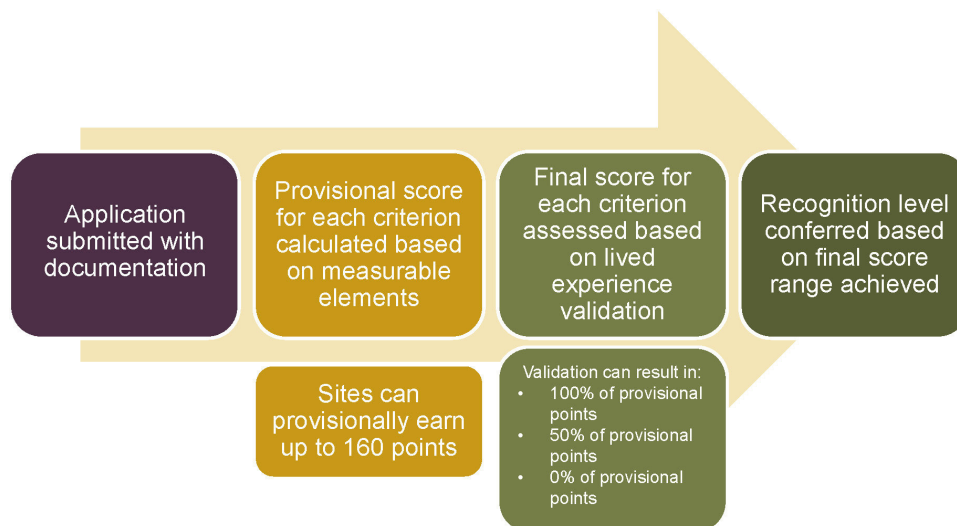 Application
submitted with
documentation
Provisional score
for each criterion
calculated based
on measurable
elements
Final score for
each criterion
assessed based
on lived
experience
validation
Recognition level
conferred based
on final score
range achieved
Sites can
provisionally earn
up to 160 points
Validation can result in:
• 100% of provisional
points
• 50% of provisional
points
• 0% of provisional
points